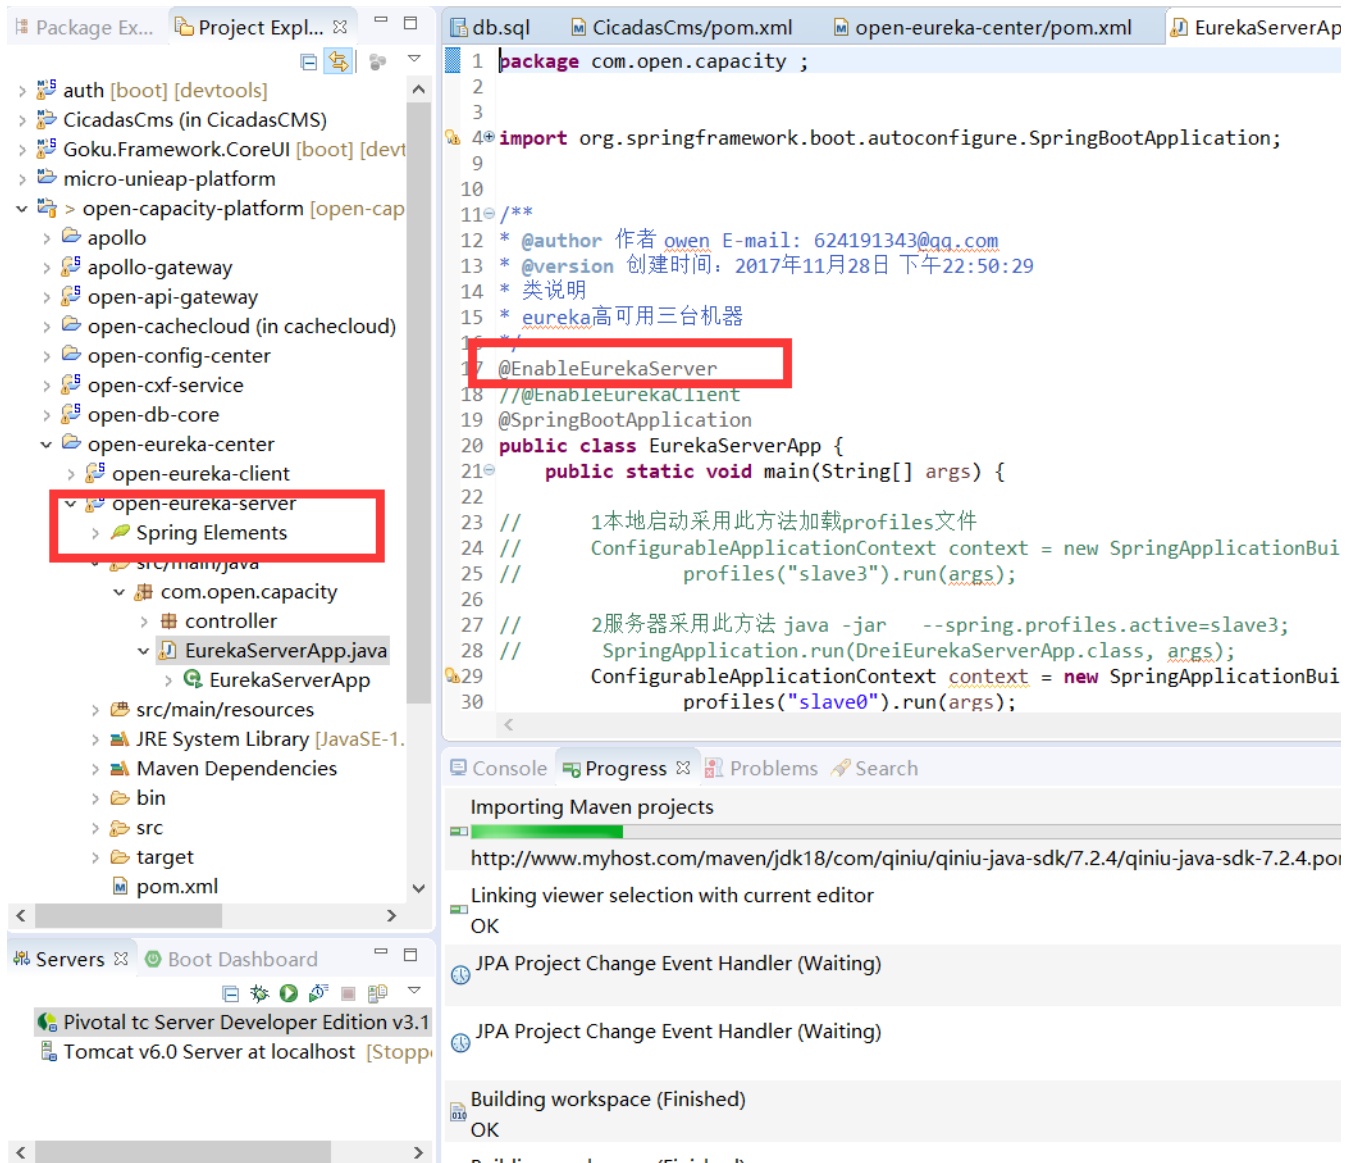 Package Ex...
Project Expl...
auth [boot] [devtools]
CicadasCms (in CicadasCMS)
Goku.Framework.CoreUI [boot] [devt
micro-unieap-platform
> open-capacity-platform [open-cap
apollo
apollo-gateway
open-api-gateway
open-cachecloud (in cachecloud)
open-config-center
open-cxf-service
open-db-core
open-eureka-center
open-eureka-client
open-eureka-server
Spring Elements
src/main/java
com.open.capacity
controller
EurekaServerApp.java
EurekaServerApp
src/main/resources
JRE System Library [JavaSE-1.
Maven Dependencies
bin
src
target
pom.xml
Servers
Boot Dashboard
Pivotal tc Server Developer Edition v3.1
Tomcat v6.0 Server at localhost [Stopp
db.sql
CicadasCms/pom.xml
open-eureka-center/pom.xml
EurekaServerAp
1 package com.open.capacity ;
2
3
4 import org.springframework.boot.autoconfigure.SpringBootApplication;
9
10
11 /**
12 * @author 作者 owen E-mail: 624191343@qq.com
13 * @version 创建时间：2017年11月28日 下午22:50:29
14 * 类说明
15 * eureka高可用三台机器
16 */
17 @EnableEurekaServer
18 //@EnableEurekaClient
19 @SpringBootApplication
20 public class EurekaServerApp {
21 public static void main(String[] args) {
22
23 // 1本地启动采用此方法加载profiles文件
24 // ConfigurableApplicationContext context = new SpringApplicationBui
25 // profiles("slave3").run(args);
26
27 // 2服务器采用此方法 java -jar --spring.profiles.active=slave3;
28 // SpringApplication.run(DreiEurekaServerApp.class, args);
29 ConfigurableApplicationContext context = new SpringApplicationBui
30 profiles("slave0").run(args);
Console
Progress
Problems
Search
Importing Maven projects
http://www.myhost.com/maven/jdk18/com/qiniu/qiniu-java-sdk/7.2.4/qiniu-java-sdk-7.2.4.po
Linking viewer selection with current editor
OK
JPA Project Change Event Handler (Waiting)
JPA Project Change Event Handler (Waiting)
Building workspace (Finished)
OK